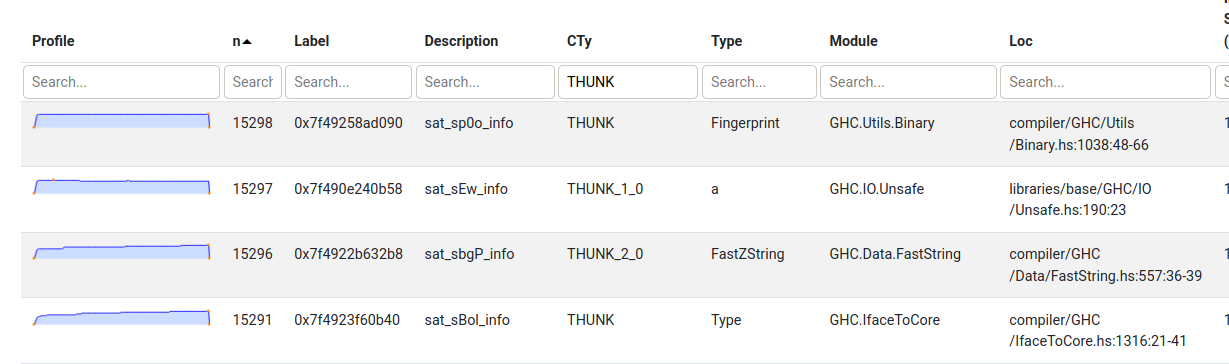 Profile n Label Description CTy Type Module Loc
Search... Search Search... Search... THUNK Search... Search... Search...
15298 0x7f49258ad090 sat_sp0o_info THUNK Fingerprint GHC.Utils.Binary compiler/GHC/Utils
/Binary.hs:1038:48-66
15297 0x7f490e240b58 sat_sEw_info THUNK_1_0 a GHC.IO.Unsafe libraries/base/GHC/IO
/Unsafe.hs:190:23
15296 0x7f4922b632b8 sat_sbgP_info THUNK_2_0 FastZString GHC.Data.FastString compiler/GHC
/Data/FastString.hs:557:36-39
15291 0x7f4923f60b40 sat_sBol_info THUNK Type GHC.IfaceToCore compiler/GHC
/IfaceToCore.hs:1316:21-41